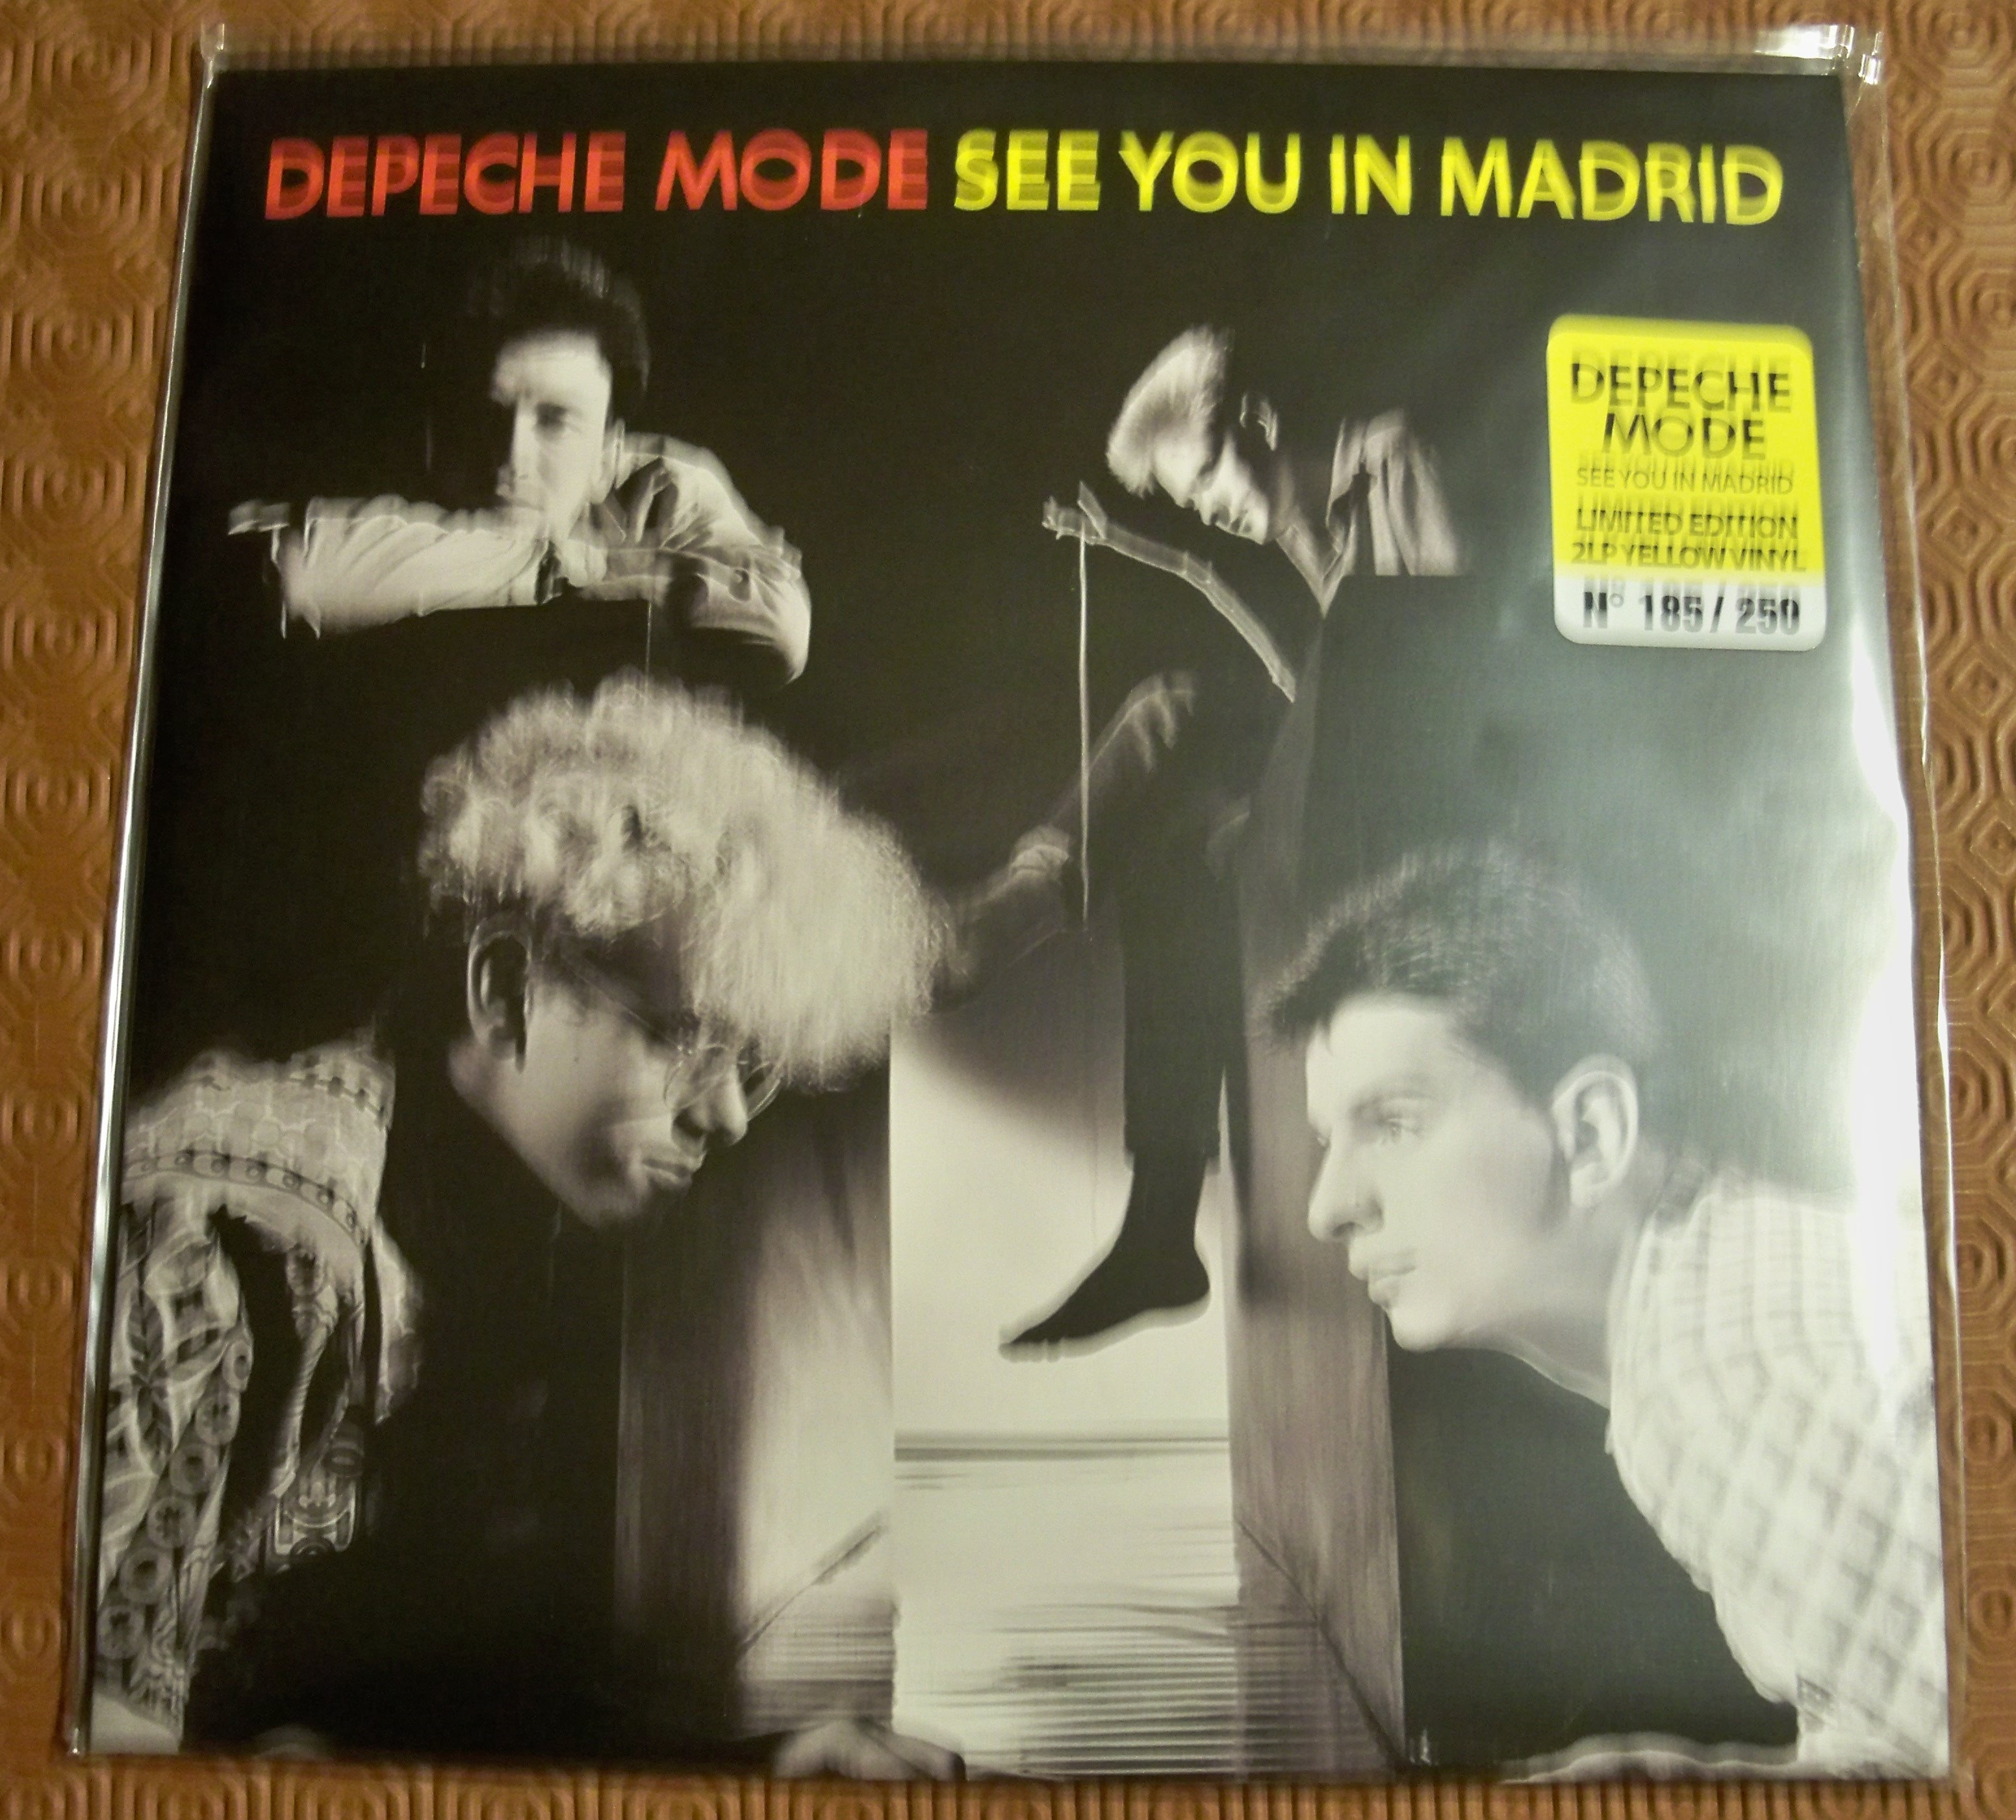 DEPECHE MODE SEE YOU IN MADRID
DEPECHE
MODE
SEE YOU IN MADRID
LIMITED EDITION
2LP YELLOW VINYL
Nº 185 / 250